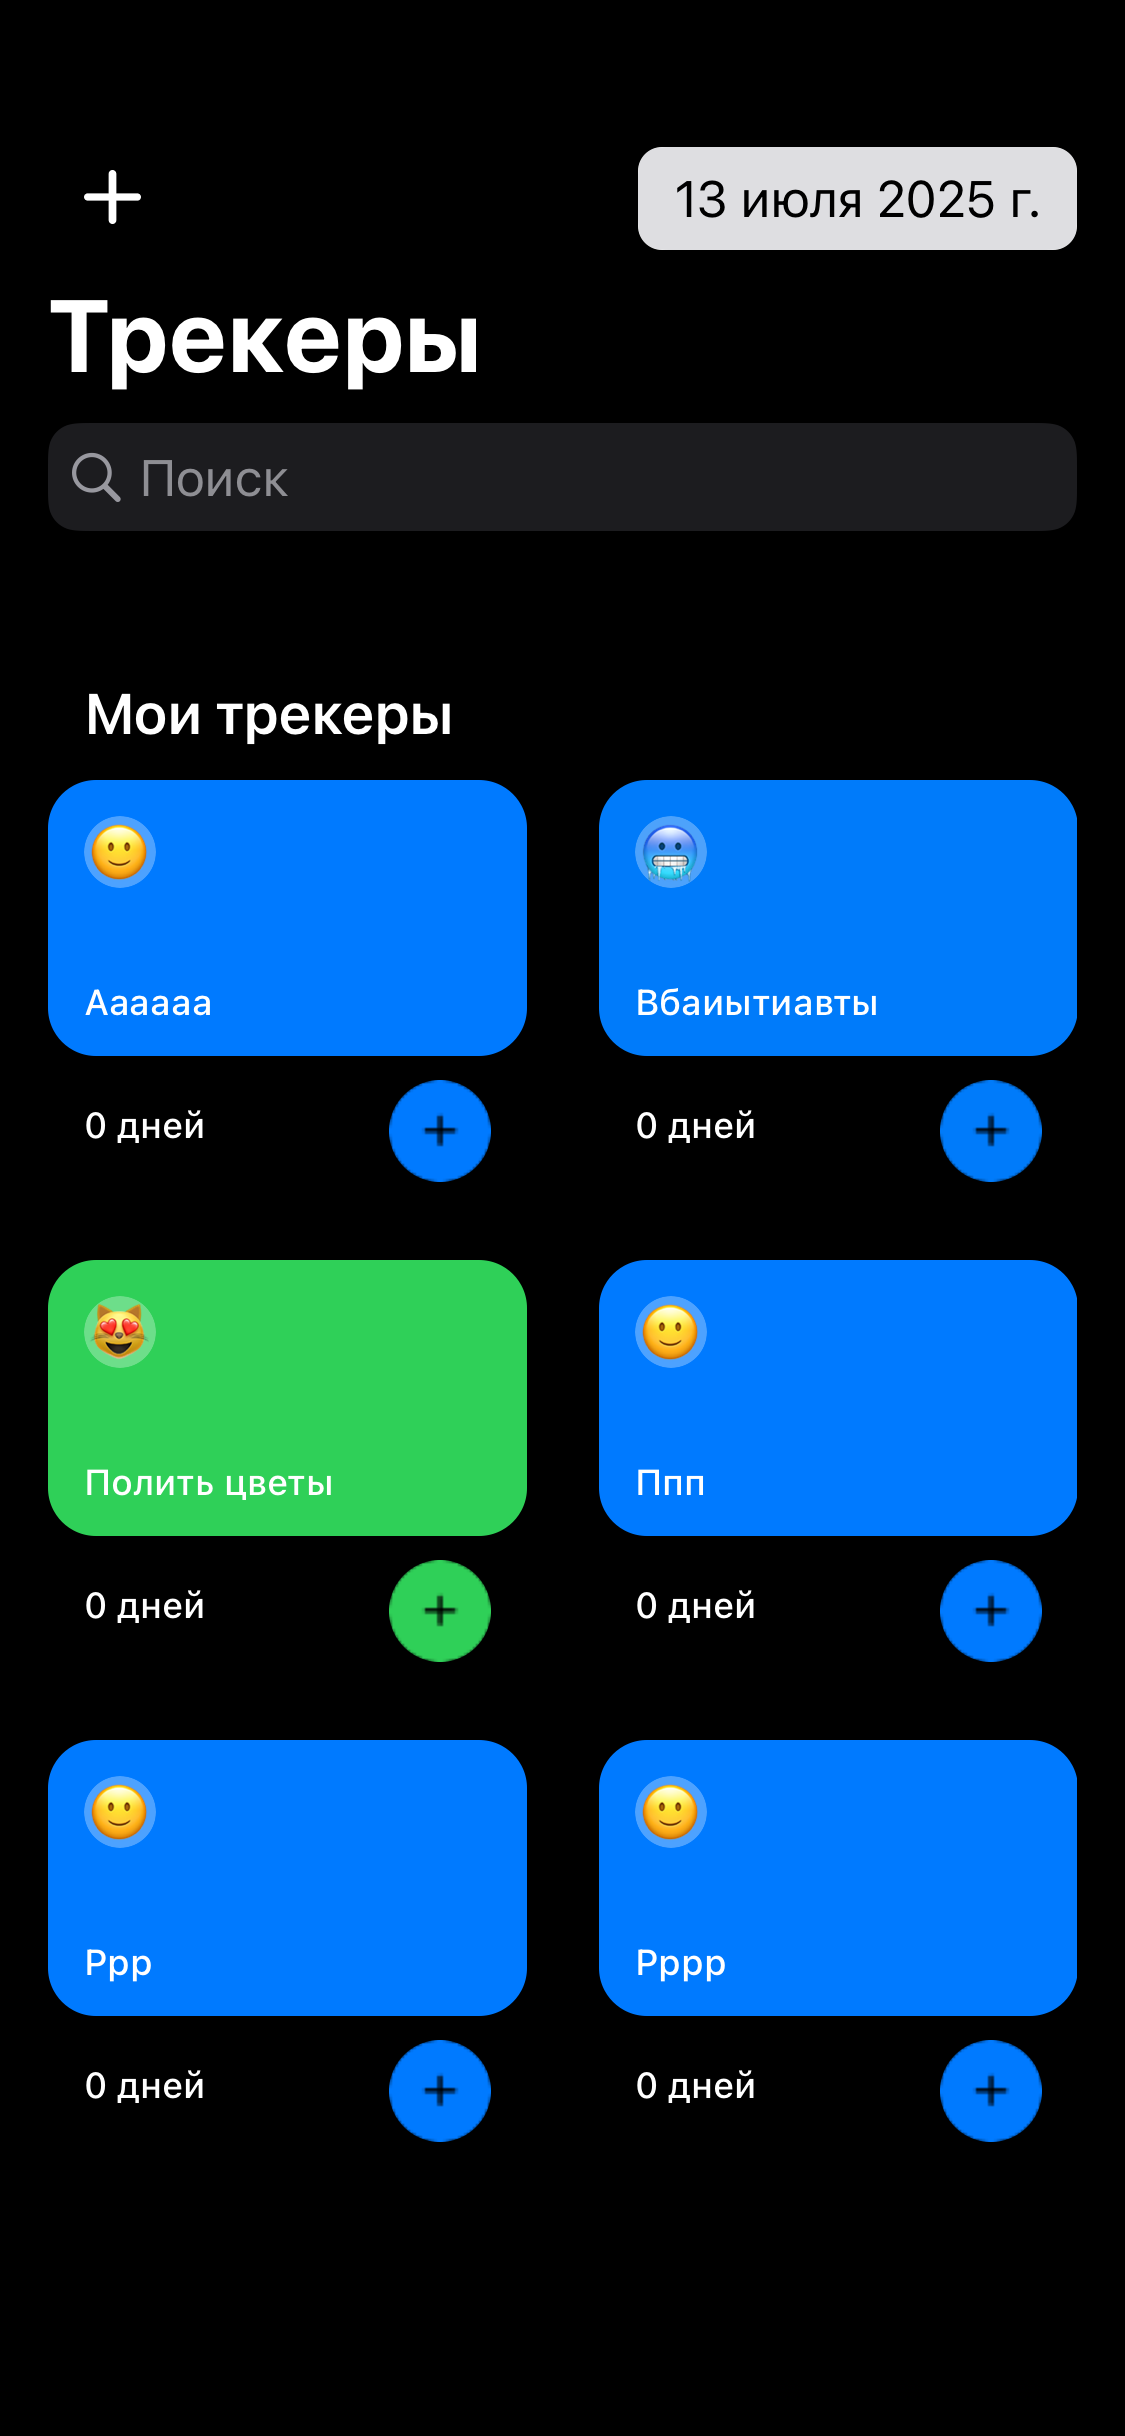 13 июля 2025 г.
Трекеры
Поиск
Мои трекеры
Аааааа
Вбаиытиавты
0 дней
0 дней
Полить цветы
Ппп
0 дней
0 дней
Ррр
Рррр
0 дней
0 дней